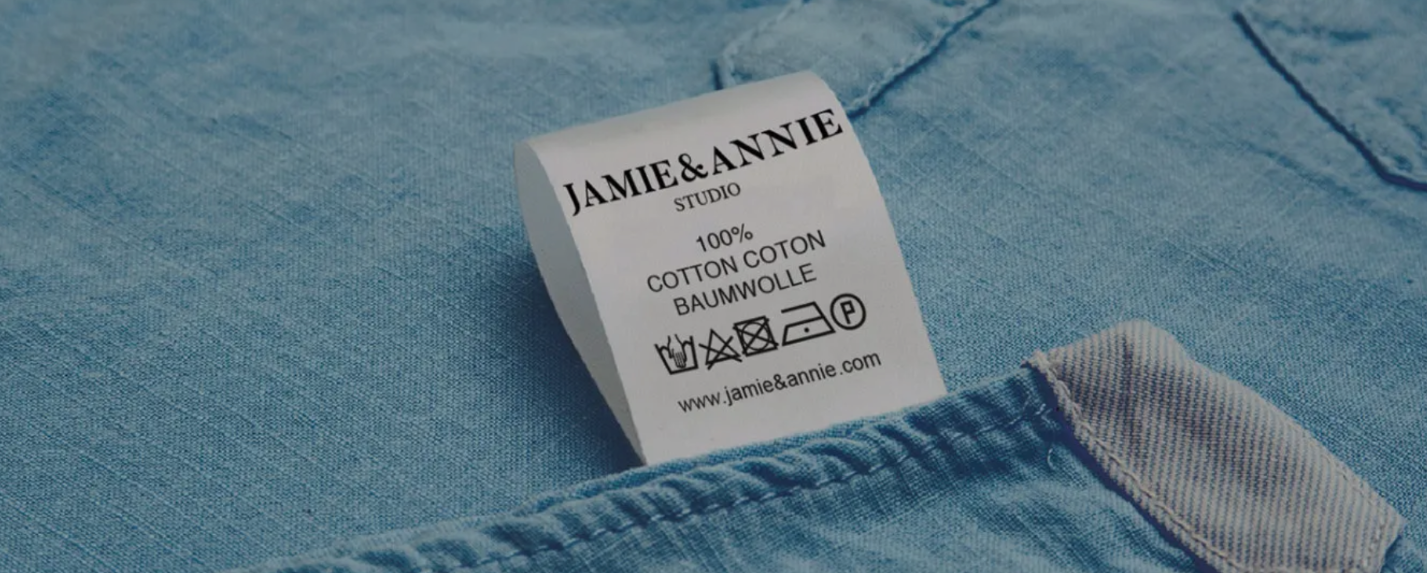 JAMIE&ANNIE
STUDIO
100%
COTTON COTON
BAUMWOLLE
P
www.jamie&annie.com